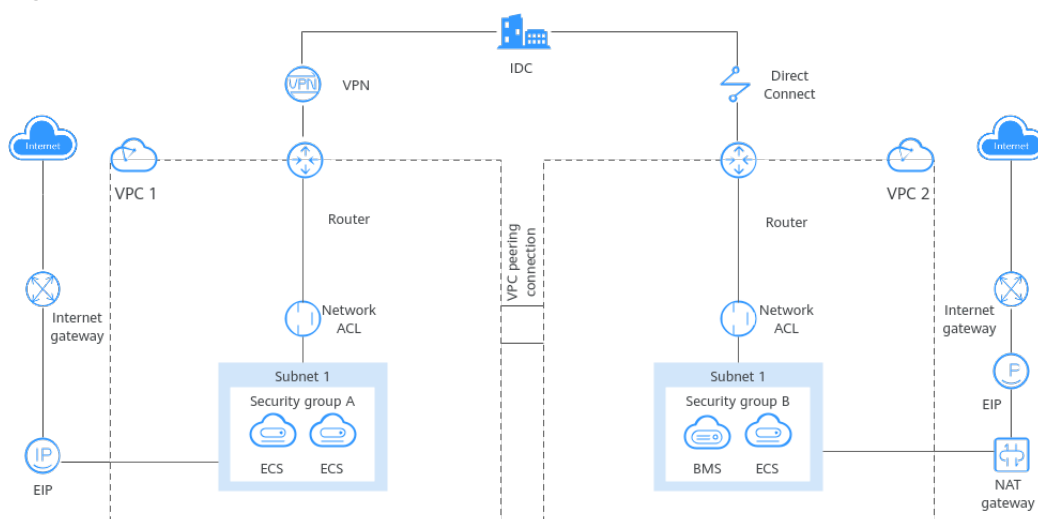 IDC
VPN
VPN
Direct
Connect
Internet
Internet
VPC 1
VPC 2
Router
Router
VPC peering
connection
Internet
gateway
Network
ACL
Network
ACL
Internet
gateway
Subnet 1
Subnet 1
Security group A
Security group B
P
EIP
ECS
ECS
BMS
ECS
IP
EIP
NAT
gateway